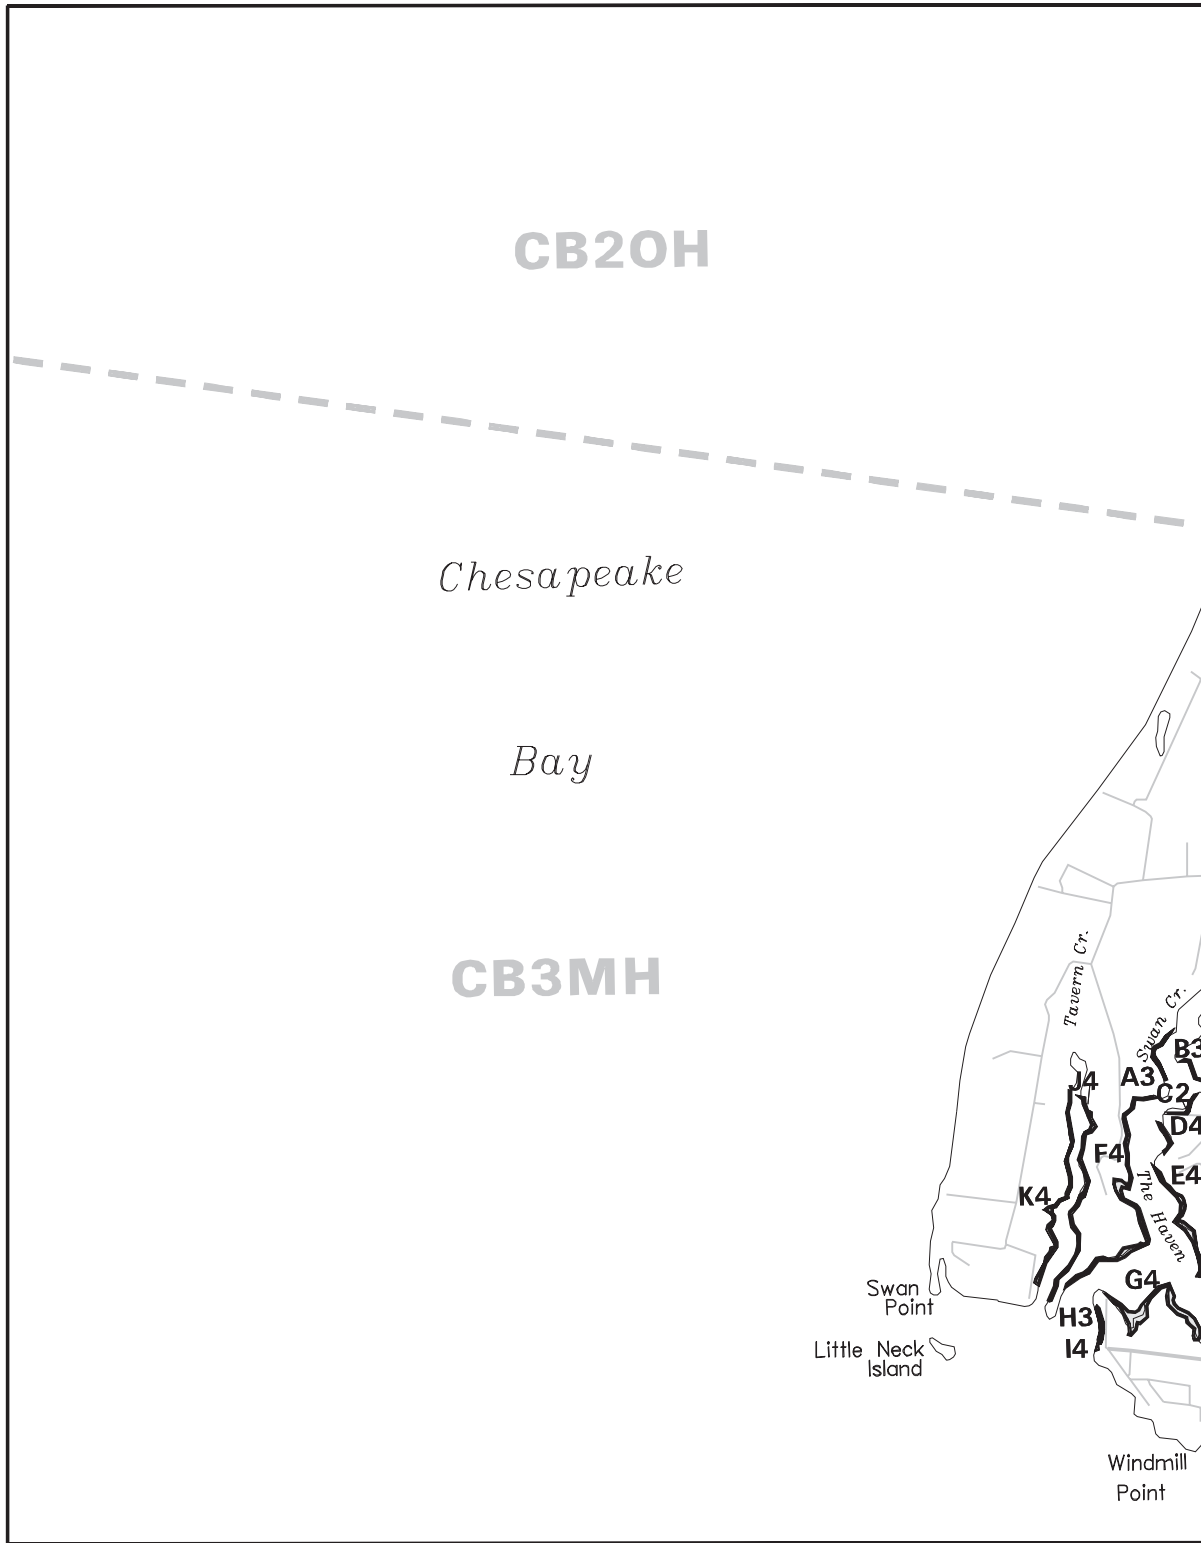 CB2OH
Chesapeake
Bay
CB3MH
Tavern Cr.
Swan Cr.
B3
J4
A3
C2
D4
F4
E4
K4
The Haven
G4
Swan
Point
H3
Little Neck
Island
I4
Windmill
Point